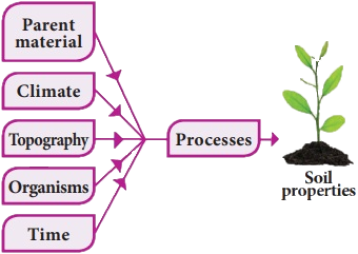 Parent
material
Climate
Topography
Organisms
Time
Processes
Soil
properties